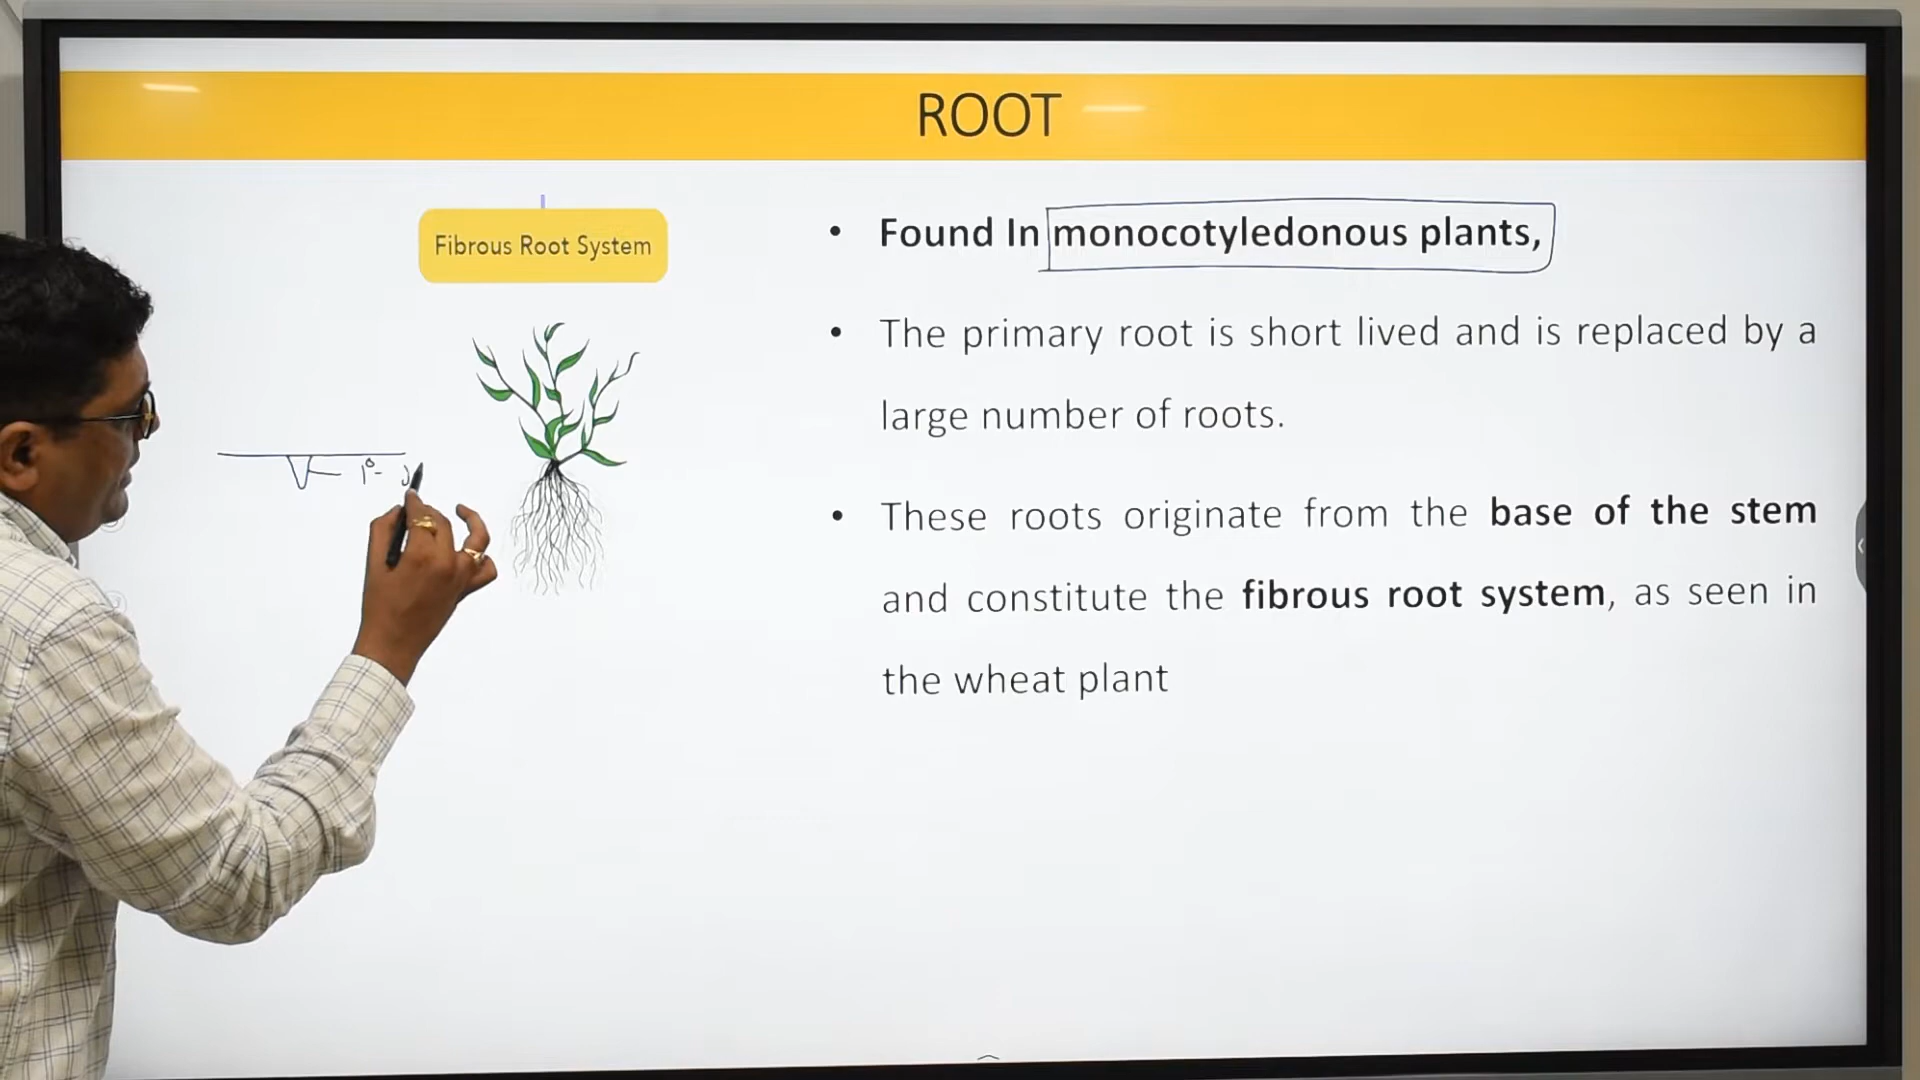 ROOT
Fibrous Root System
• Found In monocotyledonous plants,
• The primary root is short lived and is replaced by a
large number of roots.
• These roots originate from the base of the stem
and constitute the fibrous root system, as seen in
the wheat plant
1°-